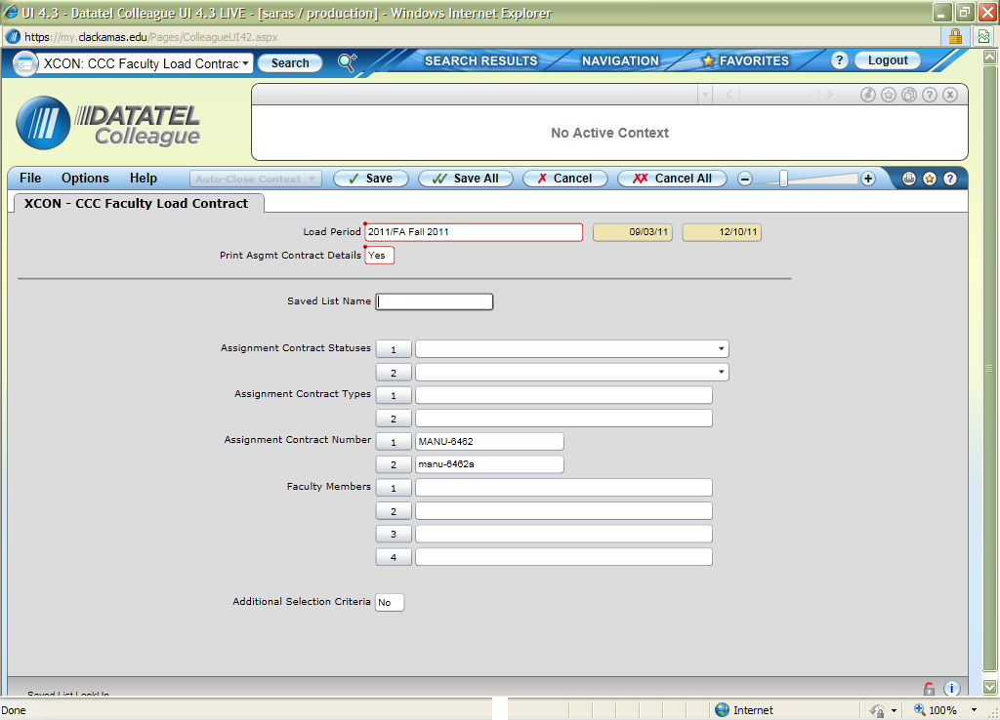 UI 4.3 - Datatel Colleague UI 4.3 LIVE - [saras / production] - Windows Internet Explorer
https://my.clackamas.edu/Pages/ColleagueUI42.aspx
XCON: CCC Faculty Load Contrac Search SEARCH RESULTS NAVIGATION FAVORITES ? Logout
DATATEL
Colleague
No Active Context
File Options Help Auto-Close Context Save Save All Cancel Cancel All
XCON - CCC Faculty Load Contract
Load Period 2011/FA Fall 2011 09/03/11 12/10/11
Print Asgmt Contract Details Yes
Saved List Name
Assignment Contract Statuses 1
2
Assignment Contract Types 1
2
Assignment Contract Number 1 MANU-6462
2 manu-6462a
Faculty Members 1
2
3
4
Additional Selection Criteria No
Saved List LookUp
Done Internet 100%